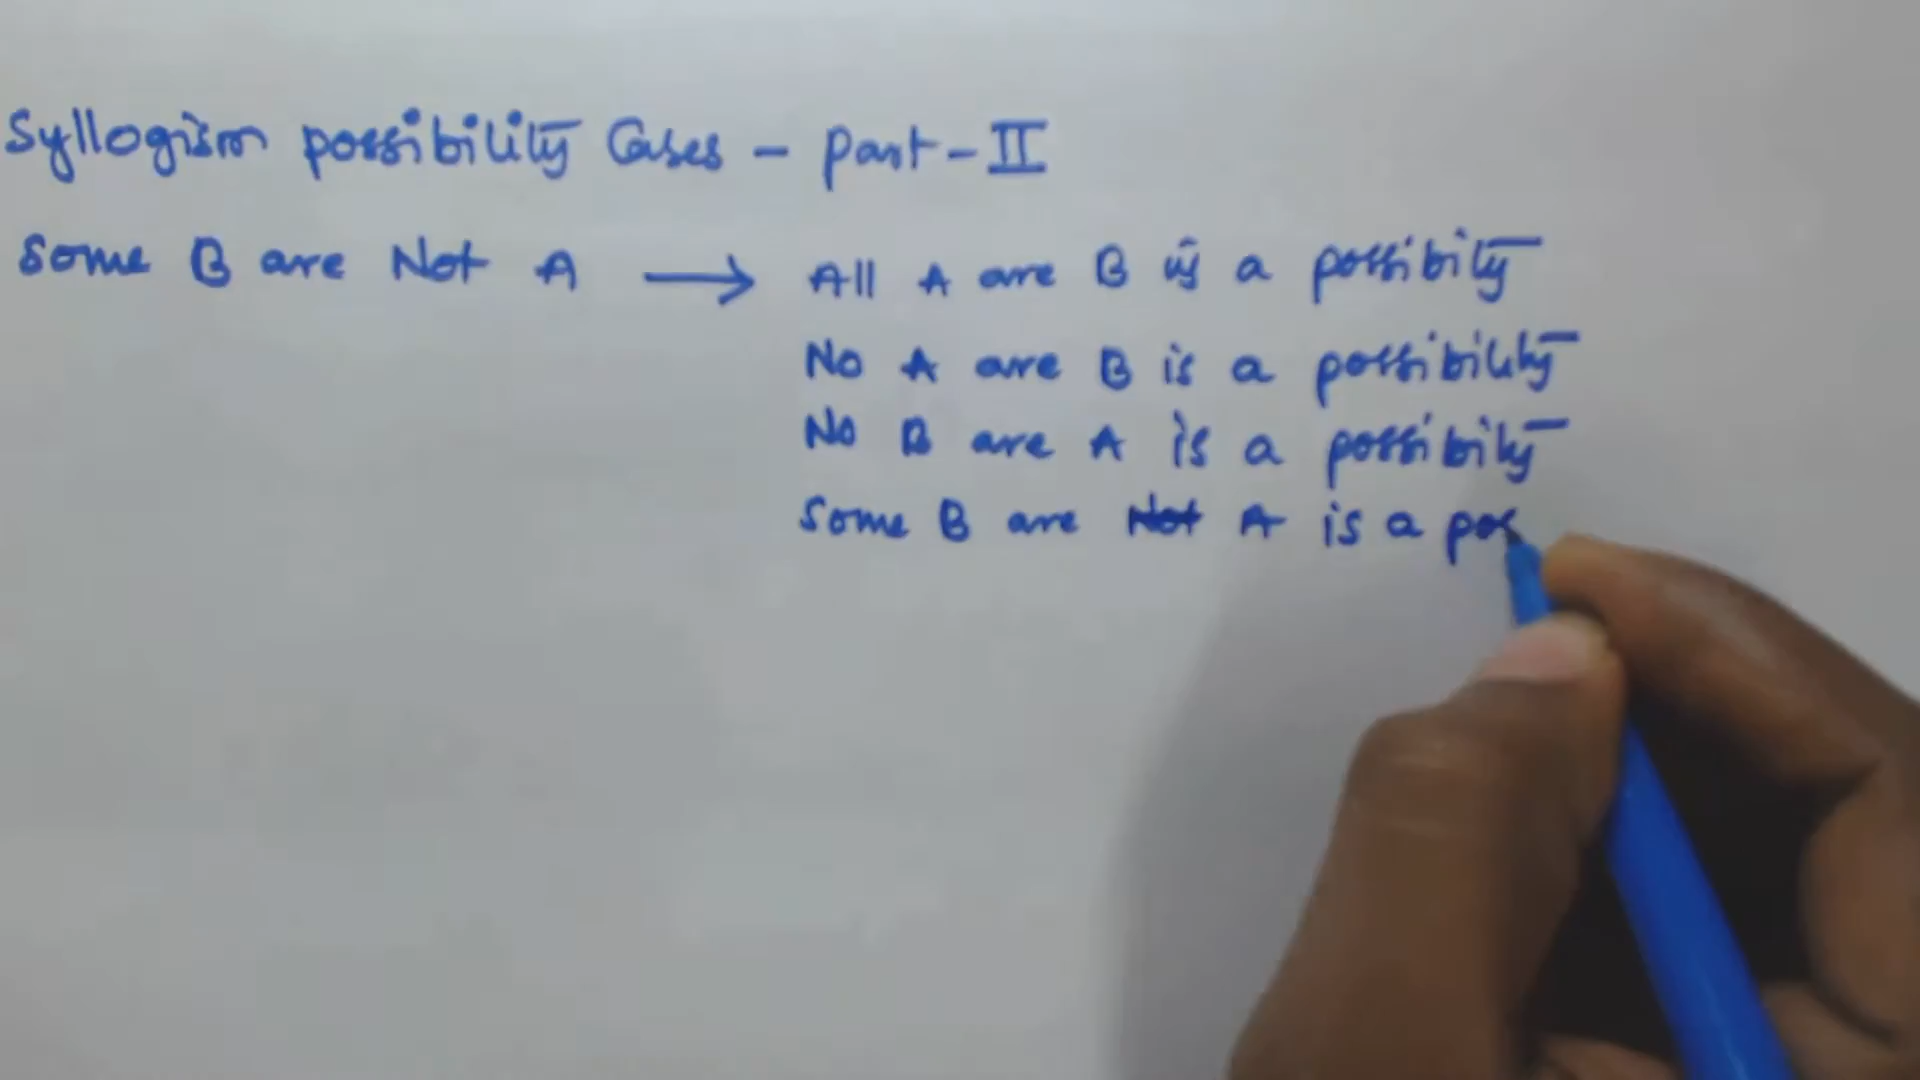 Syllogism possibility Cases - part-II
Some B are Not A → All A are B is a possibility
No A are B is a possibility
No B are A is a possibility
Some B are Not A is a pos